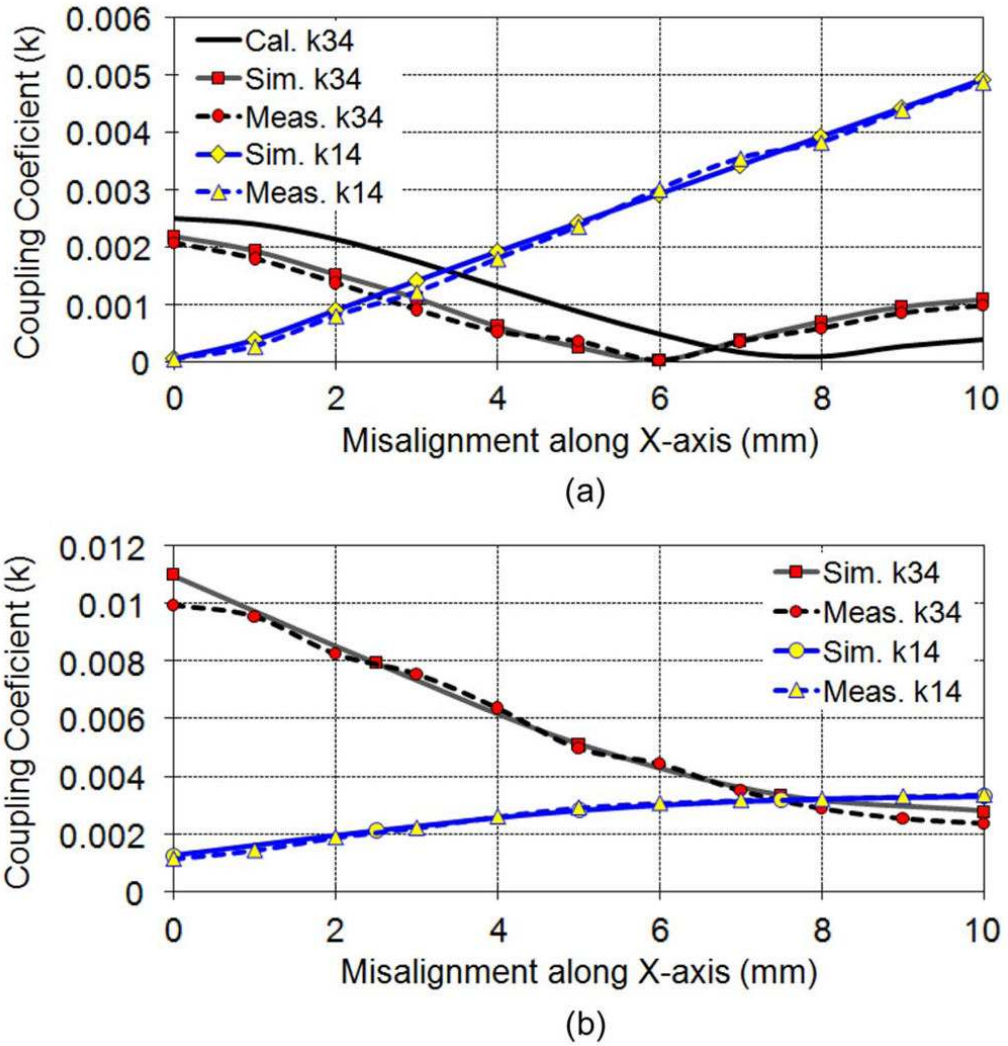 0.006
0.005
0.004
0.003
0.002
0.001
0
Coupling Coeficient (k)
Cal. k34
Sim. k34
Meas. k34
Sim. k14
Meas. k14
0 2 4 6 8 10
Misalignment along X-axis (mm)
(a)
0.012
0.01
0.008
0.006
0.004
0.002
0
Coupling Coeficient (k)
Sim. k34
Meas. k34
Sim. k14
Meas. k14
0 2 4 6 8 10
Misalignment along X-axis (mm)
(b)